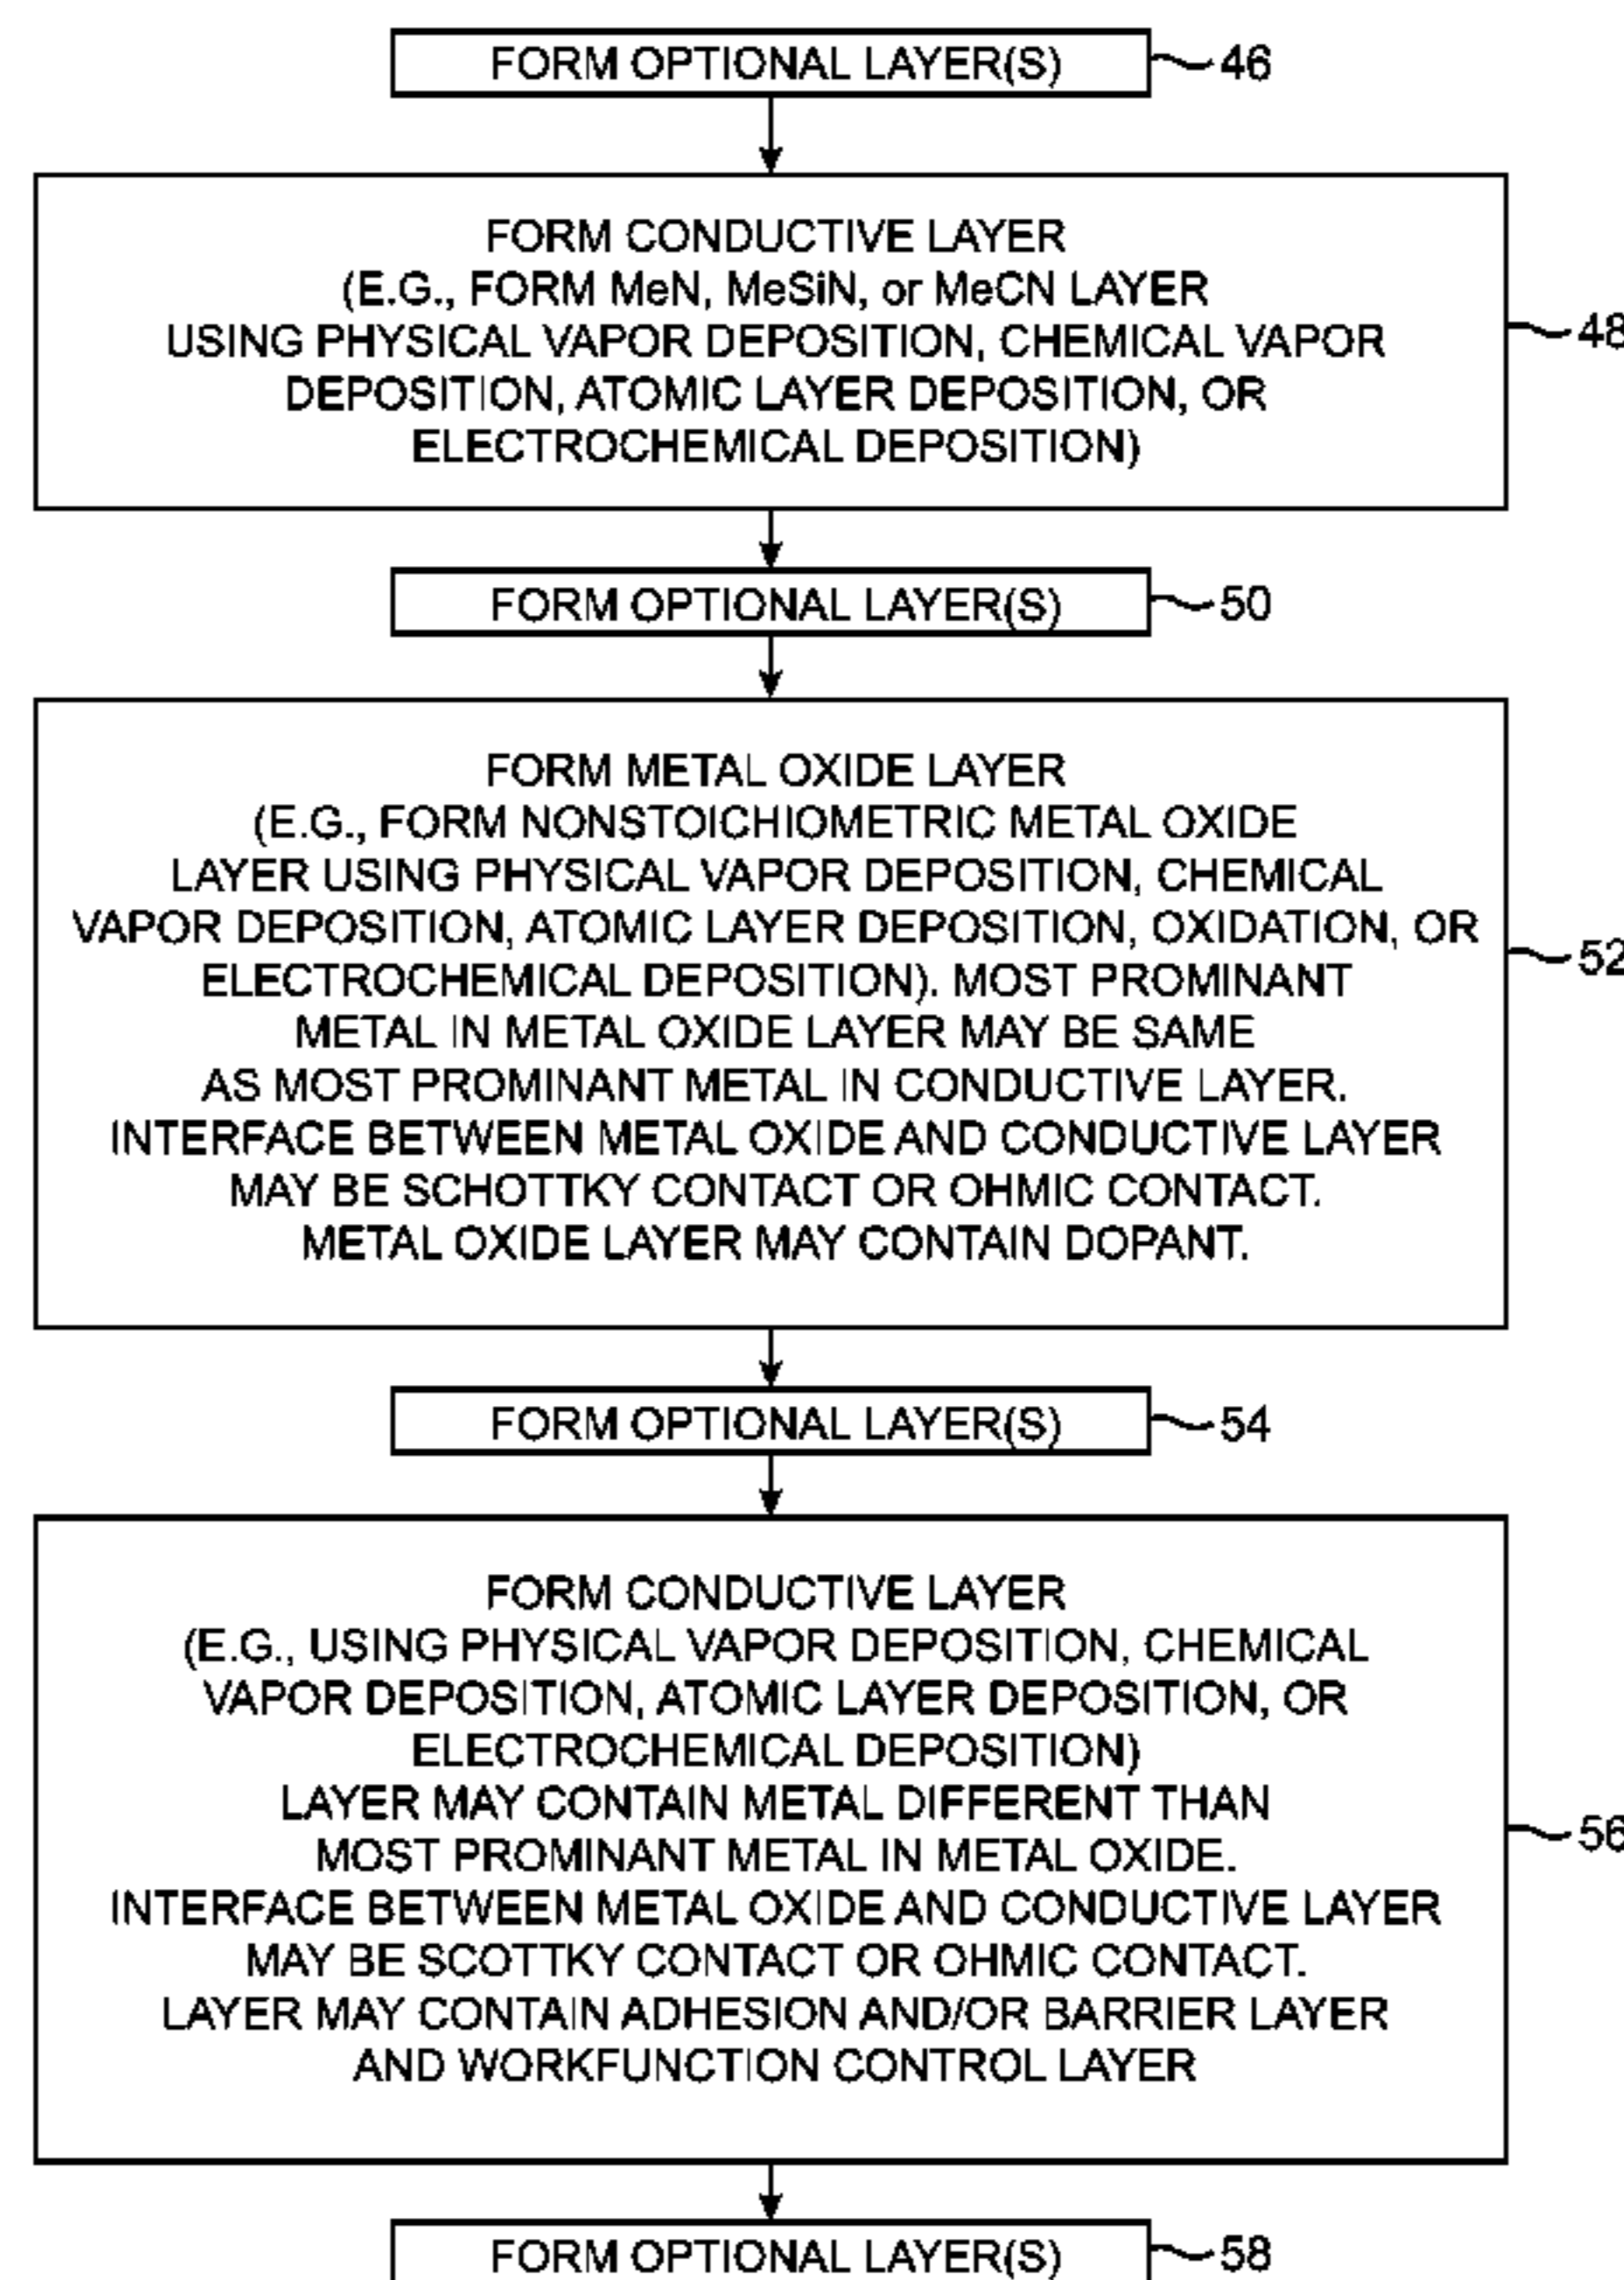 FORM OPTIONAL LAYER(S) 46
FORM CONDUCTIVE LAYER
(E.G., FORM MeN, MeSiN, or MeCN LAYER
USING PHYSICAL VAPOR DEPOSITION, CHEMICAL VAPOR
DEPOSITION, ATOMIC LAYER DEPOSITION, OR
ELECTROCHEMICAL DEPOSITION)
48
FORM OPTIONAL LAYER(S) 50
FORM METAL OXIDE LAYER
(E.G., FORM NONSTOICHIOMETRIC METAL OXIDE
LAYER USING PHYSICAL VAPOR DEPOSITION, CHEMICAL
VAPOR DEPOSITION, ATOMIC LAYER DEPOSITION, OXIDATION, OR
ELECTROCHEMICAL DEPOSITION). MOST PROMINANT
METAL IN METAL OXIDE LAYER MAY BE SAME
AS MOST PROMINANT METAL IN CONDUCTIVE LAYER.
INTERFACE BETWEEN METAL OXIDE AND CONDUCTIVE LAYER
MAY BE SCHOTTKY CONTACT OR OHMIC CONTACT.
METAL OXIDE LAYER MAY CONTAIN DOPANT.
52
FORM OPTIONAL LAYER(S) 54
FORM CONDUCTIVE LAYER
(E.G., USING PHYSICAL VAPOR DEPOSITION, CHEMICAL
VAPOR DEPOSITION, ATOMIC LAYER DEPOSITION, OR
ELECTROCHEMICAL DEPOSITION)
LAYER MAY CONTAIN METAL DIFFERENT THAN
MOST PROMINANT METAL IN METAL OXIDE.
INTERFACE BETWEEN METAL OXIDE AND CONDUCTIVE LAYER
MAY BE SCOTTKY CONTACT OR OHMIC CONTACT.
LAYER MAY CONTAIN ADHESION AND/OR BARRIER LAYER
AND WORKFUNCTION CONTROL LAYER
56
FORM OPTIONAL LAYER(S) 58